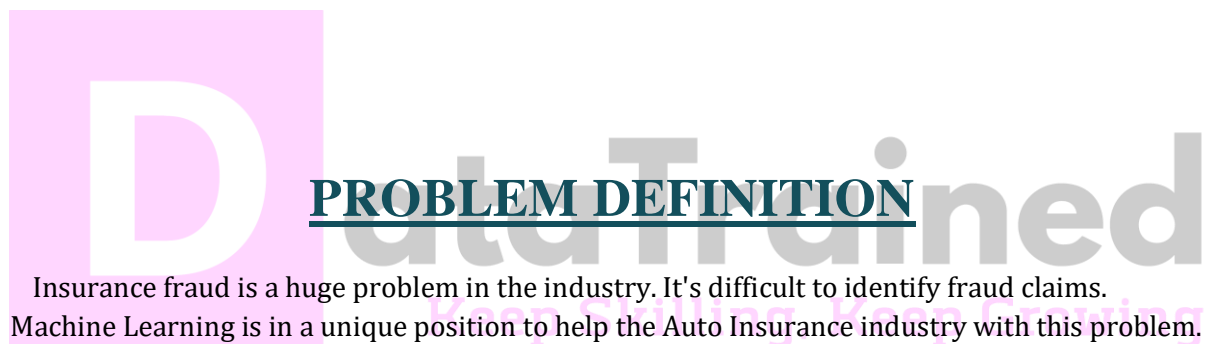 DataTrained
PROBLEM DEFINITION
Insurance fraud is a huge problem in the industry. It's difficult to identify fraud claims.
Keep Skilling, Keep Growing
Machine Learning is in a unique position to help the Auto Insurance industry with this problem.